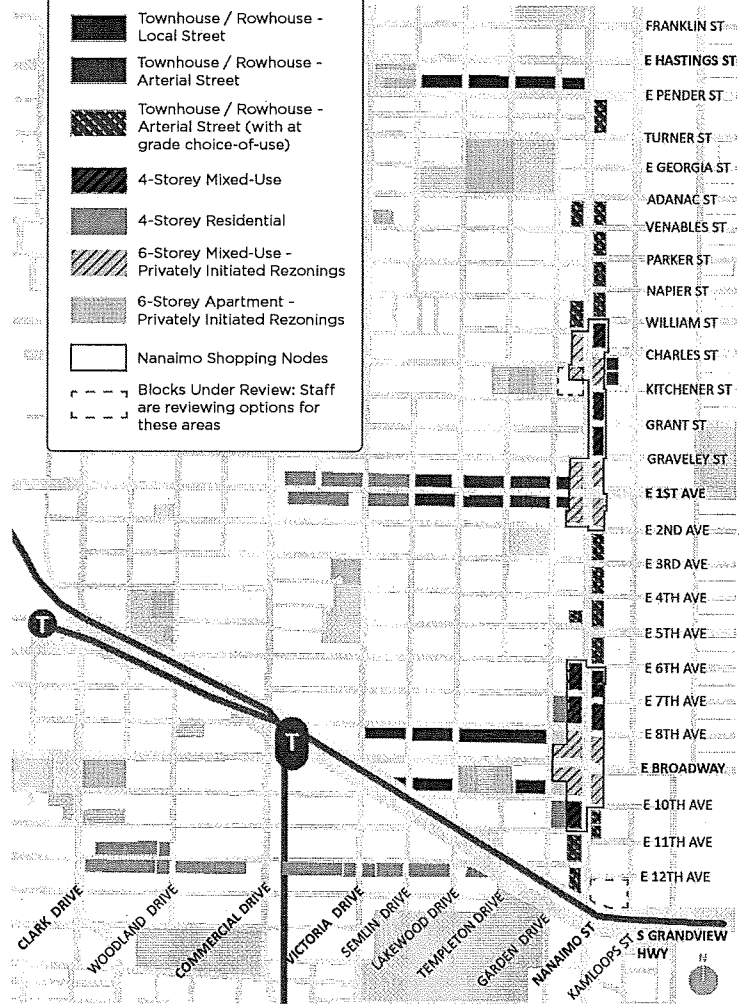 Townhouse / Rowhouse -
Local Street
Townhouse / Rowhouse -
Arterial Street
Townhouse / Rowhouse -
Arterial Street (with at
grade choice-of-use)
4-Storey Mixed-Use
4-Storey Residential
6-Storey Mixed-Use -
Privately Initiated Rezonings
6-Storey Apartment -
Privately Initiated Rezonings
Nanaimo Shopping Nodes
Blocks Under Review: Staff
are reviewing options for
these areas
FRANKLIN ST
E HASTINGS ST
E PENDER ST
TURNER ST
E GEORGIA ST
ADANAC ST
VENABLES ST
PARKER ST
NAPIER ST
WILLIAM ST
CHARLES ST
KITCHENER ST
GRANT ST
GRAVELEY ST
E 1ST AVE
E 2ND AVE
E 3RD AVE
E 4TH AVE
E 5TH AVE
E 6TH AVE
E 7TH AVE
E 8TH AVE
E BROADWAY
E 10TH AVE
E 11TH AVE
E 12TH AVE
T
T
CLARK DRIVE
WOODLAND DRIVE
COMMERCIAL DRIVE
VICTORIA DRIVE
SEMLIN DRIVE
LAKEWOOD DRIVE
TEMPLETON DRIVE
GARDEN DRIVE
NANAIMO ST
KAMLOOPS ST
S GRANDVIEW
HWY
N